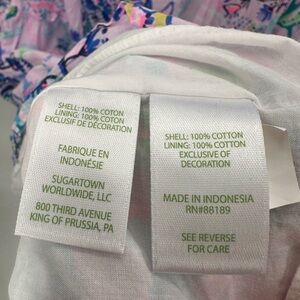 SHELL: 100% COTTON
LINING: 100% COTTON
EXCLUSIF DE DÉCORATION
FABRIQUE EN
INDONÉSIE
SUGARTOWN
WORLDWIDE, LLC
800 THIRD AVENUE
KING OF PRUSSIA, PA
SHELL: 100% COTTON
LINING: 100% COTTON
EXCLUSIVE OF
DECORATION
MADE IN INDONESIA
RN#88189
SEE REVERSE
FOR CARE